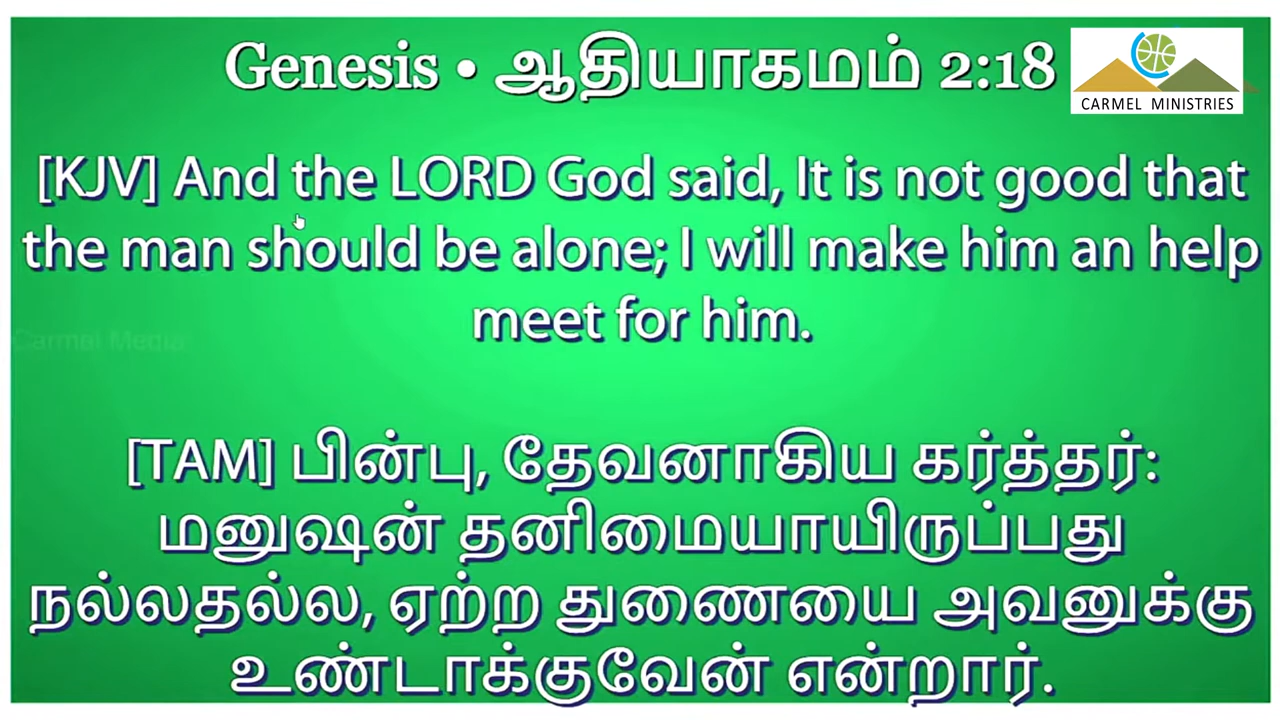 Genesis • ஆதியாகமம் 2:18
CARMEL MINISTRIES
[KJV] And the LORD God said, It is not good that
the man should be alone; I will make him an help
meet for him.
Carmel Media
[TAM] பின்பு, தேவனாகிய கர்த்தர்:
மனுஷன் தனிமையாயிருப்பது
நல்லதல்ல, ஏற்ற துணையை அவனுக்கு
உண்டாக்குவேன் என்றார்.